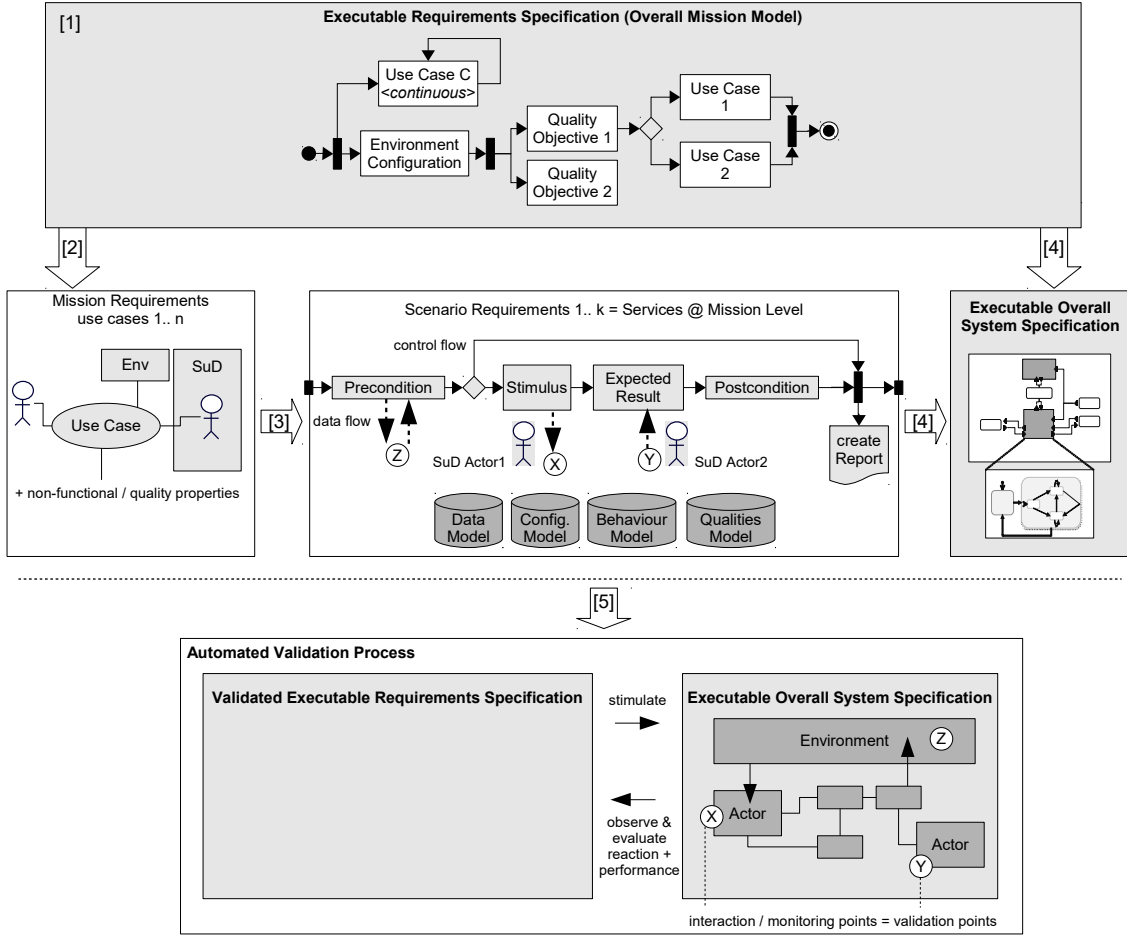 [1]
Executable Requirements Specification (Overall Mission Model)
Use Case C
<continuous>
Environment
Configuration
Quality
Objective 1
Quality
Objective 2
Use Case
1
Use Case
2
[2]
[4]
Mission Requirements
use cases 1.. n
Env
SuD
Use Case
+ non-functional / quality properties
[3]
Scenario Requirements 1.. k = Services @ Mission Level
control flow
Precondition
Stimulus
Expected
Result
Postcondition
data flow
Z
X
Y
SuD Actor1
SuD Actor2
create
Report
Data
Model
Config.
Model
Behaviour
Model
Qualities
Model
[4]
Executable Overall
System Specification
[5]
Automated Validation Process
Validated Executable Requirements Specification
stimulate
observe &
evaluate
reaction +
performance
Executable Overall System Specification
Environment
Z
X
Actor
Actor
Y
interaction / monitoring points = validation points